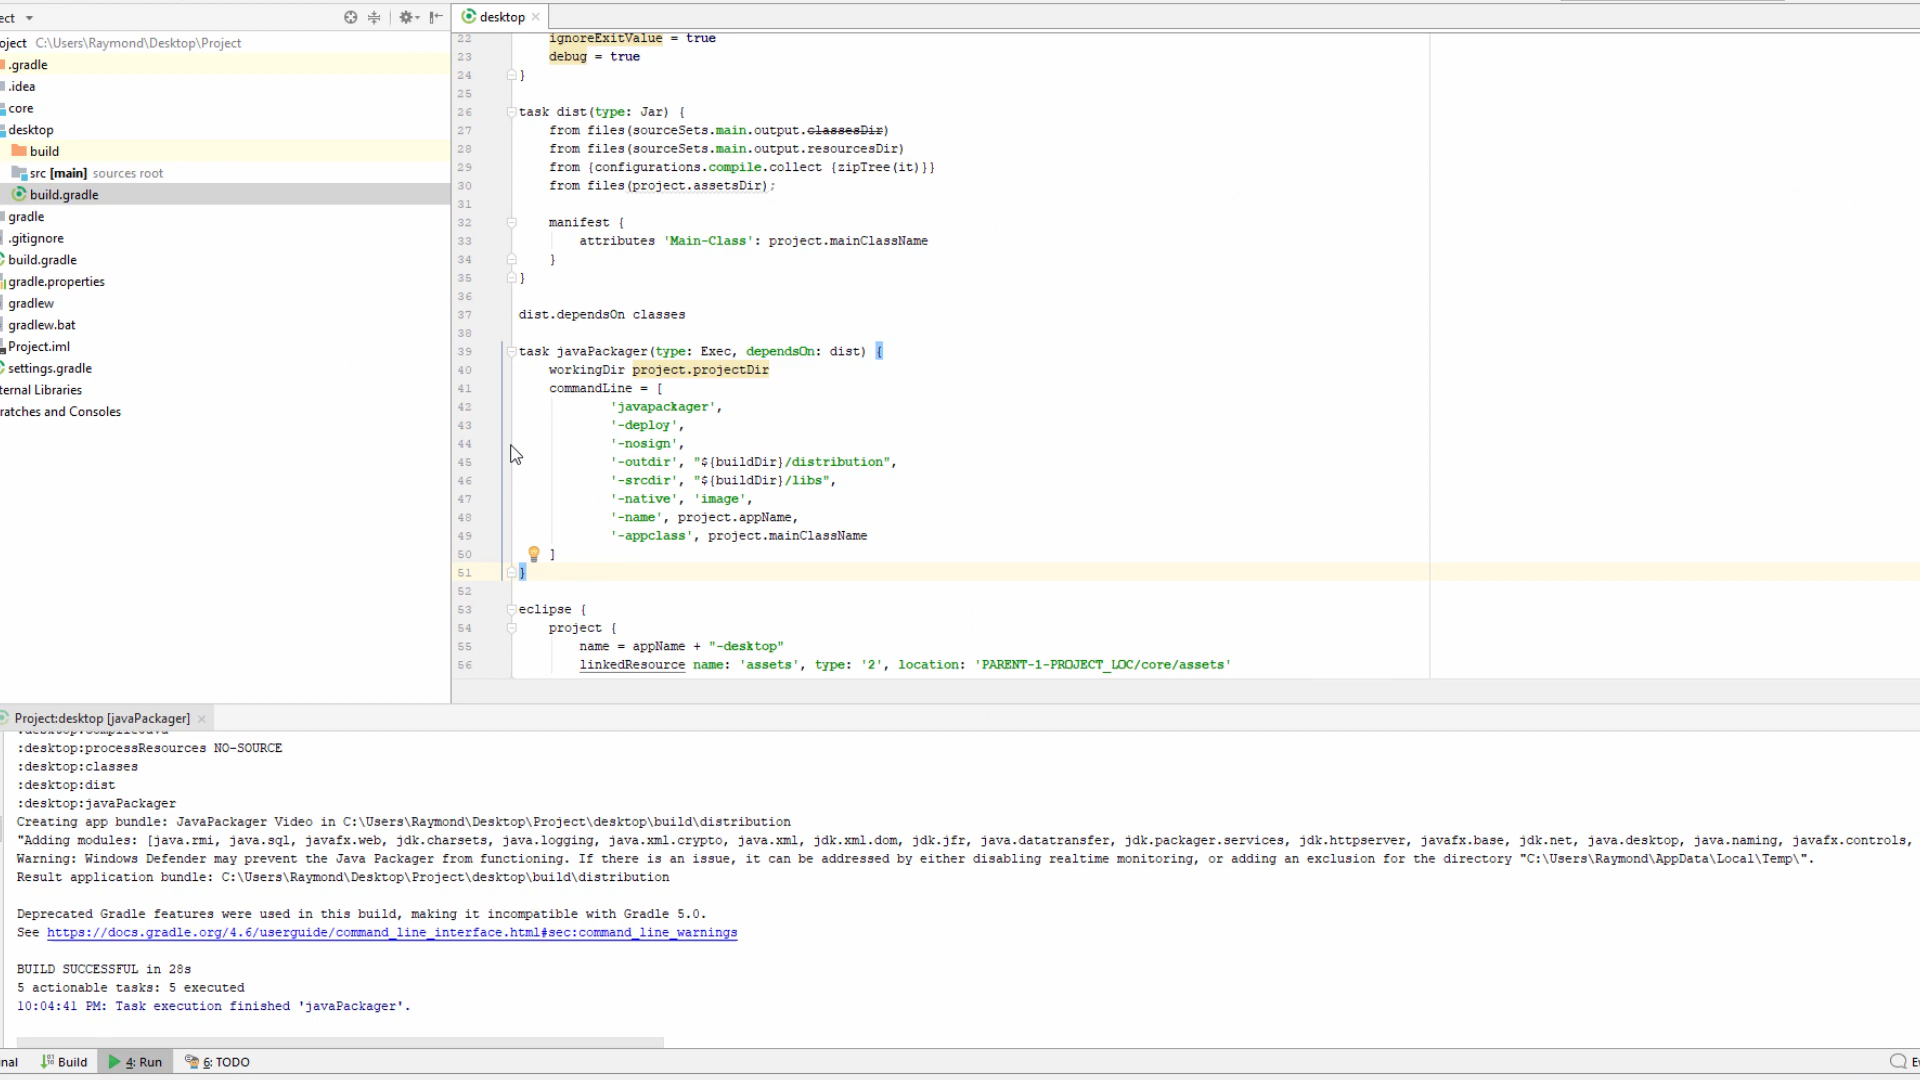 ect
desktop
oject C:\Users\Raymond\Desktop\Project
.gradle
.idea
core
desktop
build
src [main] sources root
build.gradle
gradle
.gitignore
build.gradle
gradle.properties
gradlew
gradlew.bat
Project.iml
settings.gradle
ternal Libraries
ratches and Consoles
22 ignoreExitValue = true
23 debug = true
24 }
25
26 task dist(type: Jar) {
27 from files(sourceSets.main.output.classesDir)
28 from files(sourceSets.main.output.resourcesDir)
29 from {configurations.compile.collect {zipTree(it)}}
30 from files(project.assetsDir);
31
32 manifest {
33 attributes 'Main-Class': project.mainClassName
34 }
35 }
36
37 dist.dependsOn classes
38
39 task javaPackager(type: Exec, dependsOn: dist) {
40 workingDir project.projectDir
41 commandLine = [
42 'javapackager',
43 '-deploy',
44 '-nosign',
45 '-outdir', "${buildDir}/distribution",
46 '-srcdir', "${buildDir}/libs",
47 '-native', 'image',
48 '-name', project.appName,
49 '-appclass', project.mainClassName
50 ]
51 }
52
53 eclipse {
54 project {
55 name = appName + "-desktop"
56 linkedResource name: 'assets', type: '2', location: 'PARENT-1-PROJECT_LOC/core/assets'
Project:desktop [javaPackager]
:desktop:compileJava
:desktop:processResources NO-SOURCE
:desktop:classes
:desktop:dist
:desktop:javaPackager
Creating app bundle: JavaPackager Video in C:\Users\Raymond\Desktop\Project\desktop\build\distribution
"Adding modules: [java.rmi, java.sql, javafx.web, jdk.charsets, java.logging, java.xml.crypto, java.xml, jdk.xml.dom, jdk.jfr, java.datatransfer, jdk.packager.services, jdk.httpserver, javafx.base, jdk.net, java.desktop, java.naming, javafx.controls,
Warning: Windows Defender may prevent the Java Packager from functioning. If there is an issue, it can be addressed by either disabling realtime monitoring, or adding an exclusion for the directory "C:\Users\Raymond\AppData\Local\Temp\".
Result application bundle: C:\Users\Raymond\Desktop\Project\desktop\build\distribution
Deprecated Gradle features were used in this build, making it incompatible with Gradle 5.0.
See https://docs.gradle.org/4.6/userguide/command_line_interface.html#sec:command_line_warnings
BUILD SUCCESSFUL in 28s
5 actionable tasks: 5 executed
10:04:41 PM: Task execution finished 'javaPackager'.
nal Build 4: Run 6: TODO Ev